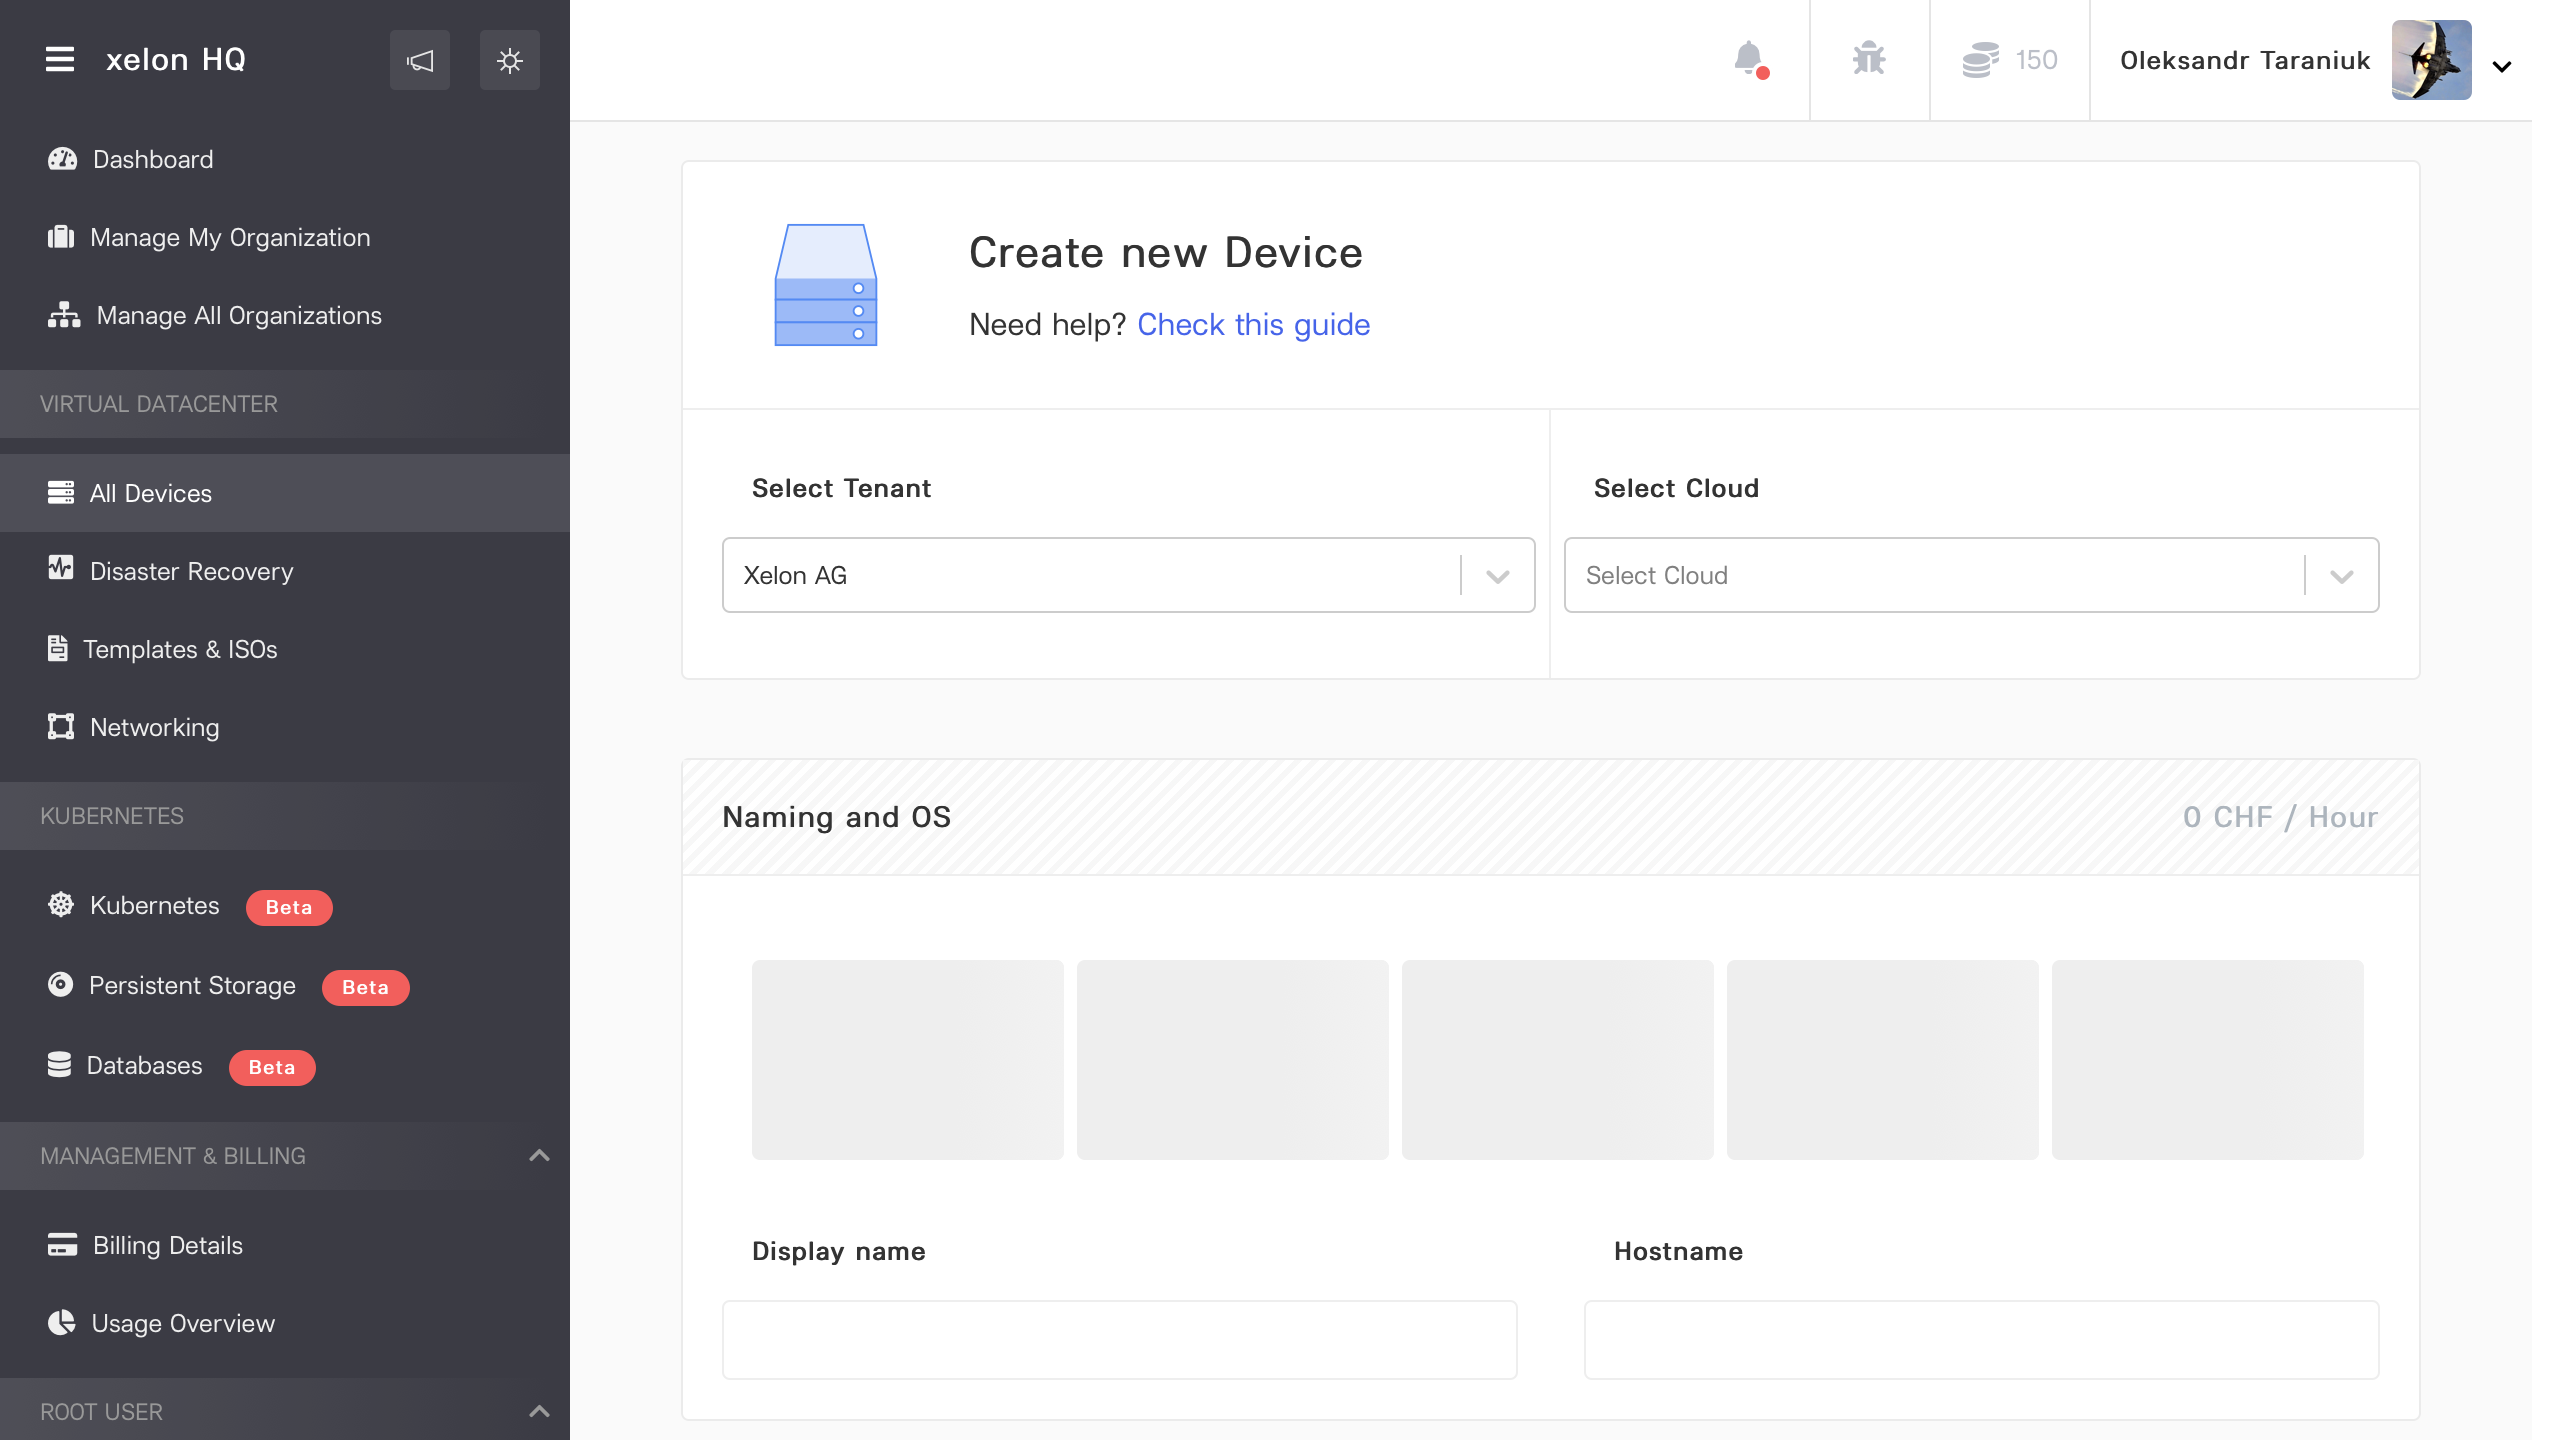 xelon HQ
Dashboard
Manage My Organization
Manage All Organizations
VIRTUAL DATACENTER
All Devices
Disaster Recovery
Templates & ISOs
Networking
KUBERNETES
Kubernetes Beta
Persistent Storage Beta
Databases Beta
MANAGEMENT & BILLING
Billing Details
Usage Overview
ROOT USER
150
Oleksandr Taraniuk
Create new Device
Need help? Check this guide
Select Tenant
Xelon AG
Select Cloud
Select Cloud
Naming and OS
0 CHF / Hour
Display name
Hostname